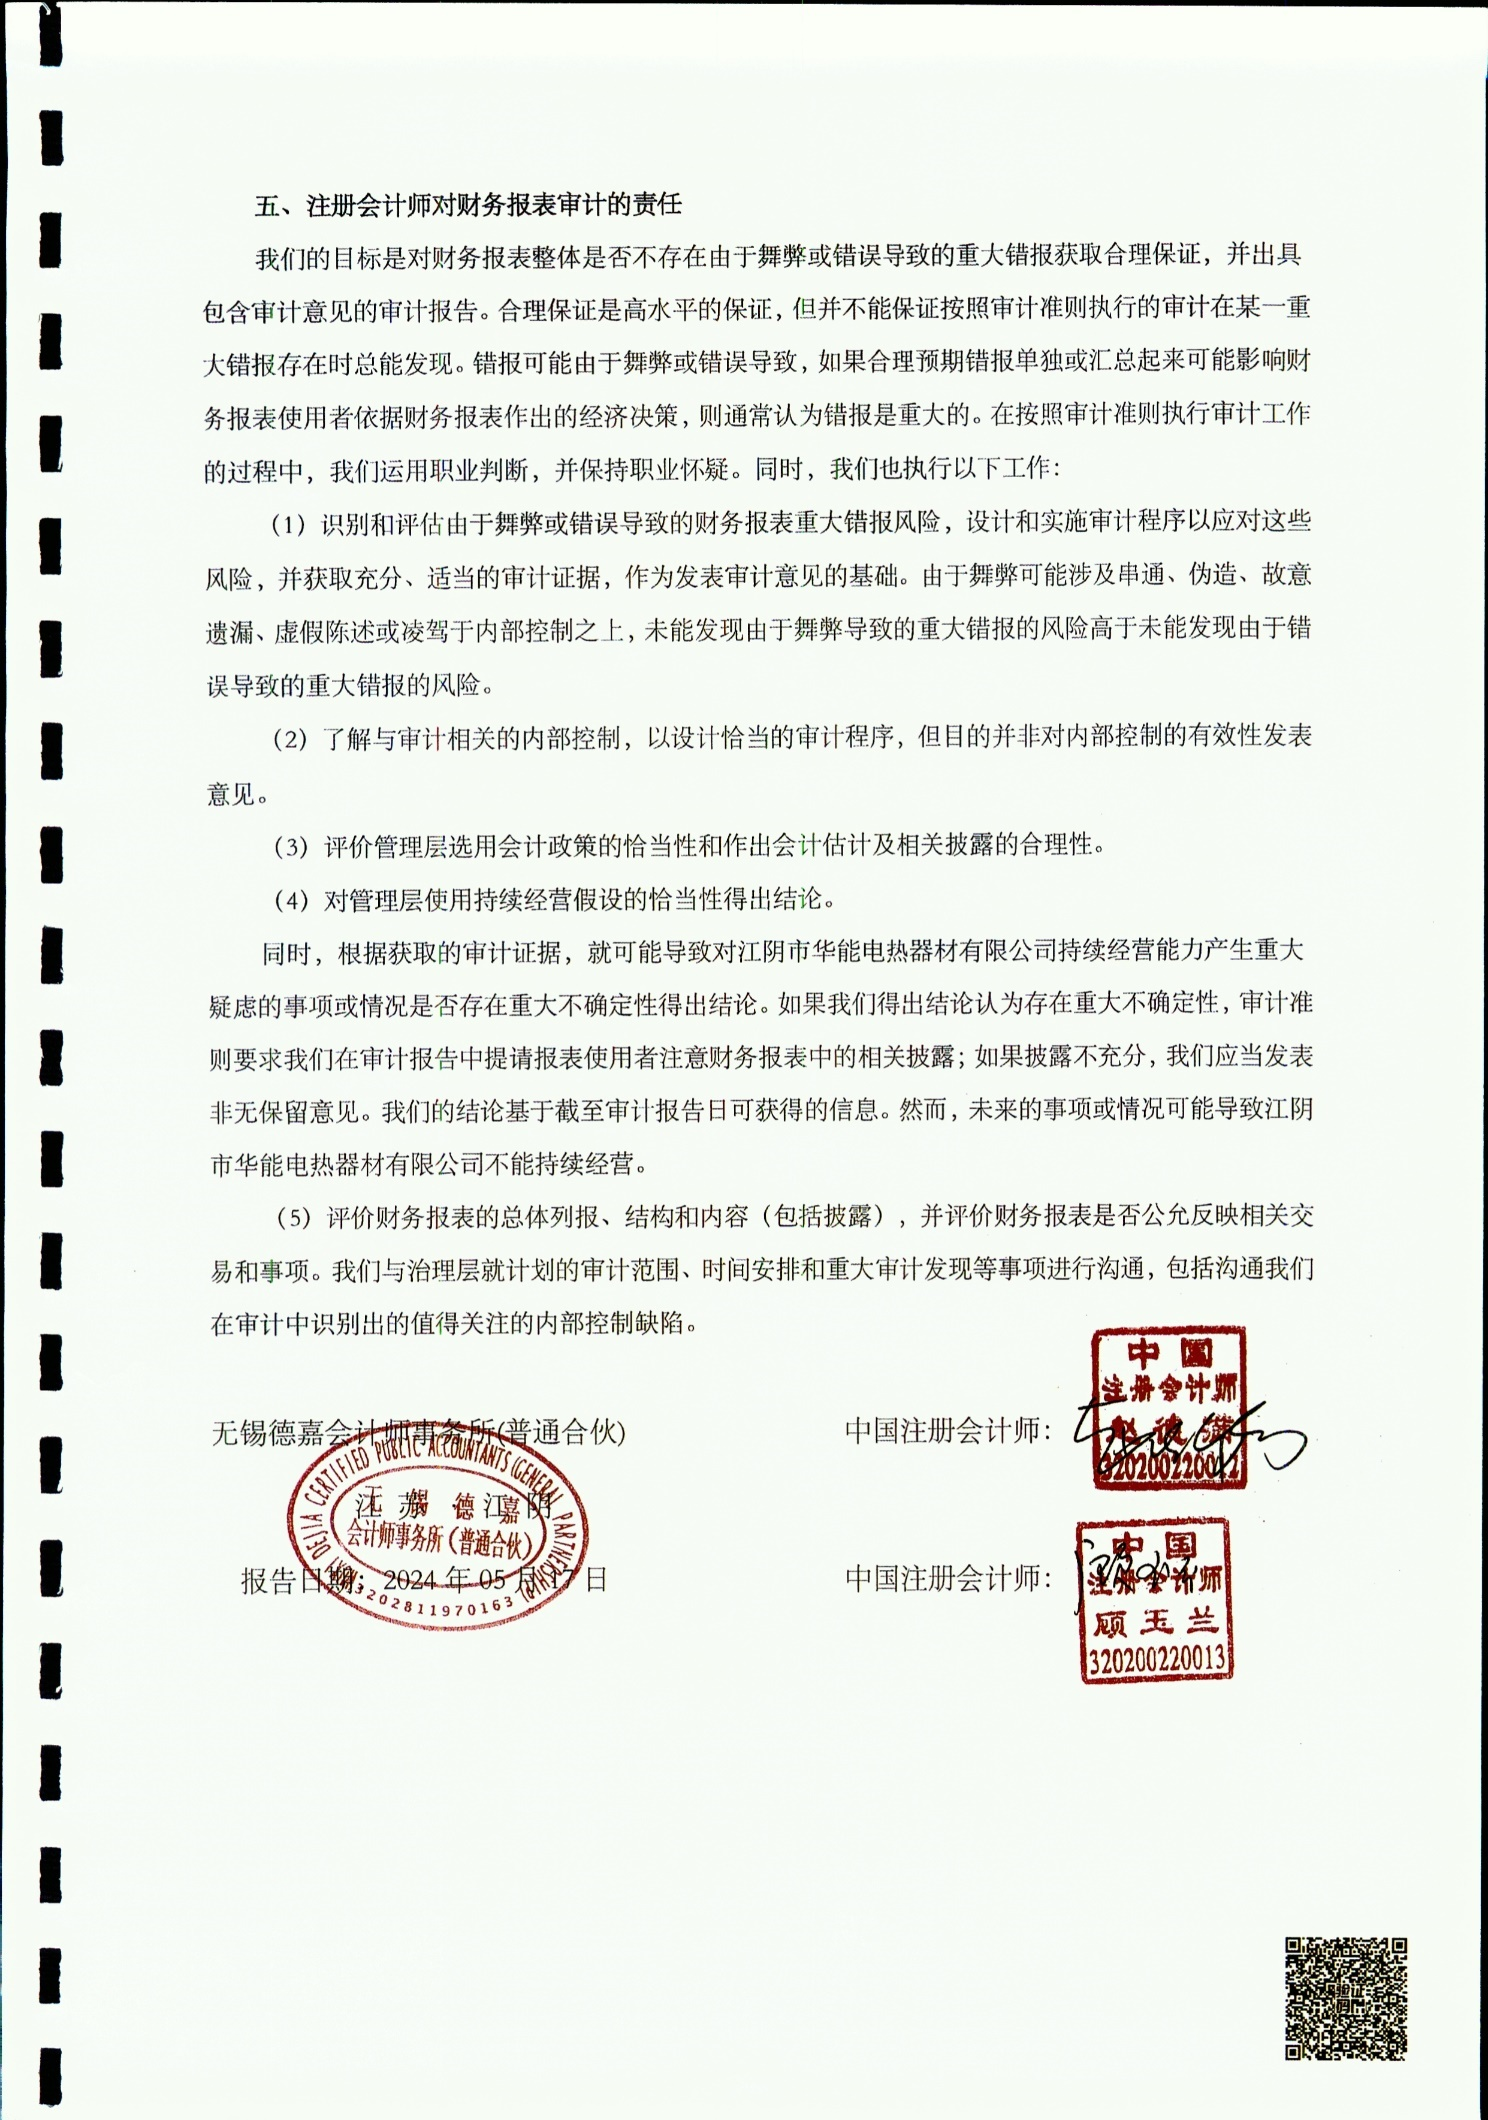 五、注册会计师对财务报表审计的责任
我们的目标是对财务报表整体是否不存在由于舞弊或错误导致的重大错报获取合理保证，并出具
包含审计意见的审计报告。合理保证是高水平的保证，但并不能保证按照审计准则执行的审计在某一重
大错报存在时总能发现。错报可能由于舞弊或错误导致，如果合理预期错报单独或汇总起来可能影响财
务报表使用者依据财务报表作出的经济决策，则通常认为错报是重大的。在按照审计准则执行审计工作
的过程中，我们运用职业判断，并保持职业怀疑。同时，我们也执行以下工作：
（1）识别和评估由于舞弊或错误导致的财务报表重大错报风险，设计和实施审计程序以应对这些
风险，并获取充分、适当的审计证据，作为发表审计意见的基础。由于舞弊可能涉及串通、伪造、故意
遗漏、虚假陈述或凌驾于内部控制之上，未能发现由于舞弊导致的重大错报的风险高于未能发现由于错
误导致的重大错报的风险。
（2）了解与审计相关的内部控制，以设计恰当的审计程序，但目的并非对内部控制的有效性发表
意见。
（3）评价管理层选用会计政策的恰当性和作出会计估计及相关披露的合理性。
（4）对管理层使用持续经营假设的恰当性得出结论。
同时，根据获取的审计证据，就可能导致对江阴市华能电热器材有限公司持续经营能力产生重大
疑虑的事项或情况是否存在重大不确定性得出结论。如果我们得出结论认为存在重大不确定性，审计准
则要求我们在审计报告中提请报表使用者注意财务报表中的相关披露；如果披露不充分，我们应当发表
非无保留意见。我们的结论基于截至审计报告日可获得的信息。然而，未来的事项或情况可能导致江阴
市华能电热器材有限公司不能持续经营。
（5）评价财务报表的总体列报、结构和内容（包括披露），并评价财务报表是否公允反映相关交
易和事项。我们与治理层就计划的审计范围、时间安排和重大审计发现等事项进行沟通，包括沟通我们
在审计中识别出的值得关注的内部控制缺陷。
无锡德嘉会计师事务所(普通合伙)
中国注册会计师：
中国
注册会计师
320200220012
WUXI DEJIA CERTIFIED PUBLIC ACCOUNTANTS (GENERAL PARTNERSHIP)
无锡德嘉
会计师事务所(普通合伙)
3202811970163
江苏 江阴
报告日期：2024 年 05 月 17 日
中国注册会计师：
中国
注册会计师
顾玉兰
320200220013
验证码